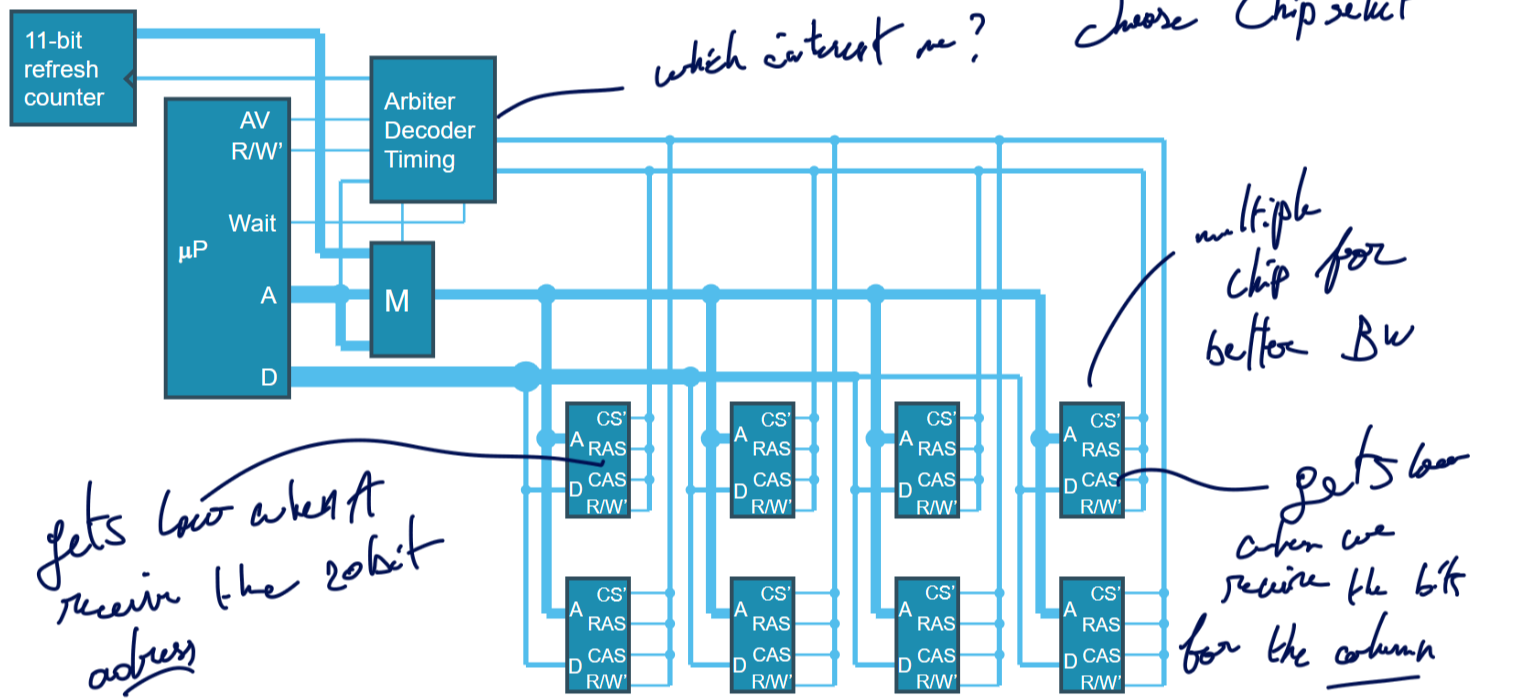 choose Chip select
which interest me?
11-bit
refresh
counter
Arbiter
Decoder
Timing
AV
R/W'
Wait
μP
A
D
M
multiple
chip for
better BW
CS'
A
RAS
CAS
D
R/W'
CS'
A
RAS
CAS
D
R/W'
CS'
A
RAS
CAS
D
R/W'
CS'
A
RAS
CAS
D
R/W'
gets low when A
receive the 20bit
adress
gets low
when we
receive the bits
for the column
CS'
A
RAS
CAS
D
R/W'
CS'
A
RAS
CAS
D
R/W'
CS'
A
RAS
CAS
D
R/W'
CS'
A
RAS
CAS
D
R/W'